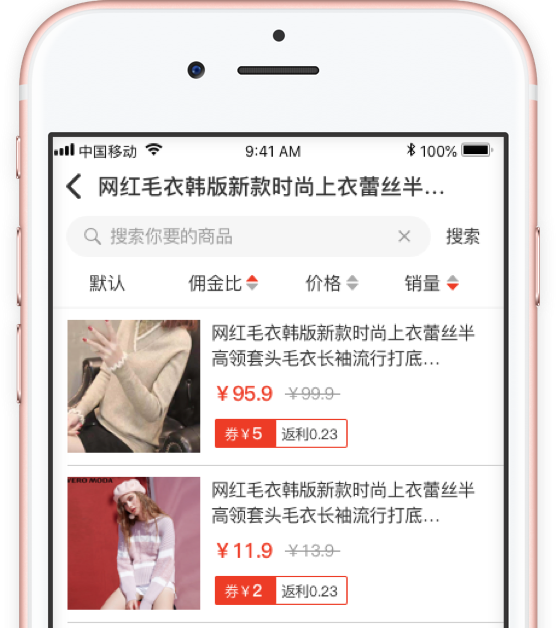 中国移动 9:41 AM 100%
网红毛衣韩版新款时尚上衣蕾丝半...
搜索你要的商品 搜索
默认 佣金比 价格 销量
网红毛衣韩版新款时尚上衣蕾丝半
高领套头毛衣长袖流行打底...
￥95.9 ￥99.9
券￥5 返利0.23
VERO MODA
网红毛衣韩版新款时尚上衣蕾丝半
高领套头毛衣长袖流行打底...
￥11.9 ￥13.9
券￥2 返利0.23